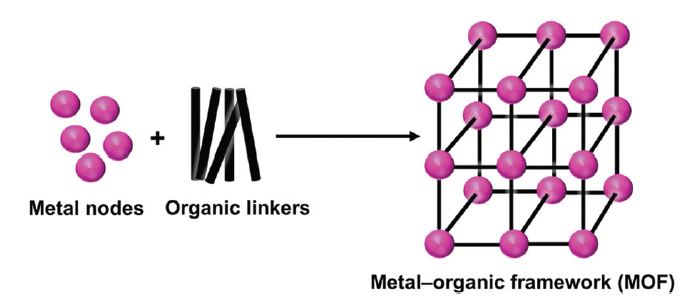 +
Metal nodes
Organic linkers
Metal–organic framework (MOF)